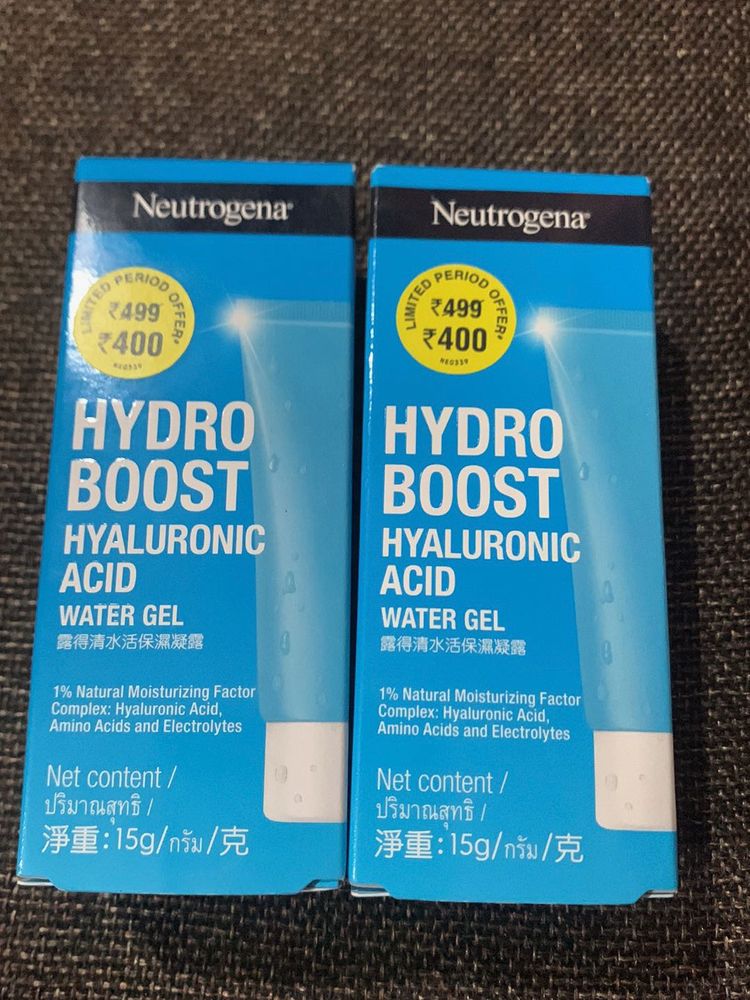 Neutrogena®
LIMITED PERIOD OFFER*
₹499
₹400
NEO339
HYDRO
BOOST
HYALURONIC
ACID
WATER GEL
露得清水活保濕凝露
1% Natural Moisturizing Factor
Complex: Hyaluronic Acid,
Amino Acids and Electrolytes
Net content /
ปริมาณสุทธิ /
淨重:15g/กรัม/克
Neutrogena®
LIMITED PERIOD OFFER*
₹499
₹400
NEO339
HYDRO
BOOST
HYALURONIC
ACID
WATER GEL
露得清水活保濕凝露
1% Natural Moisturizing Factor
Complex: Hyaluronic Acid,
Amino Acids and Electrolytes
Net content /
ปริมาณสุทธิ /
淨重:15g/กรัม/克